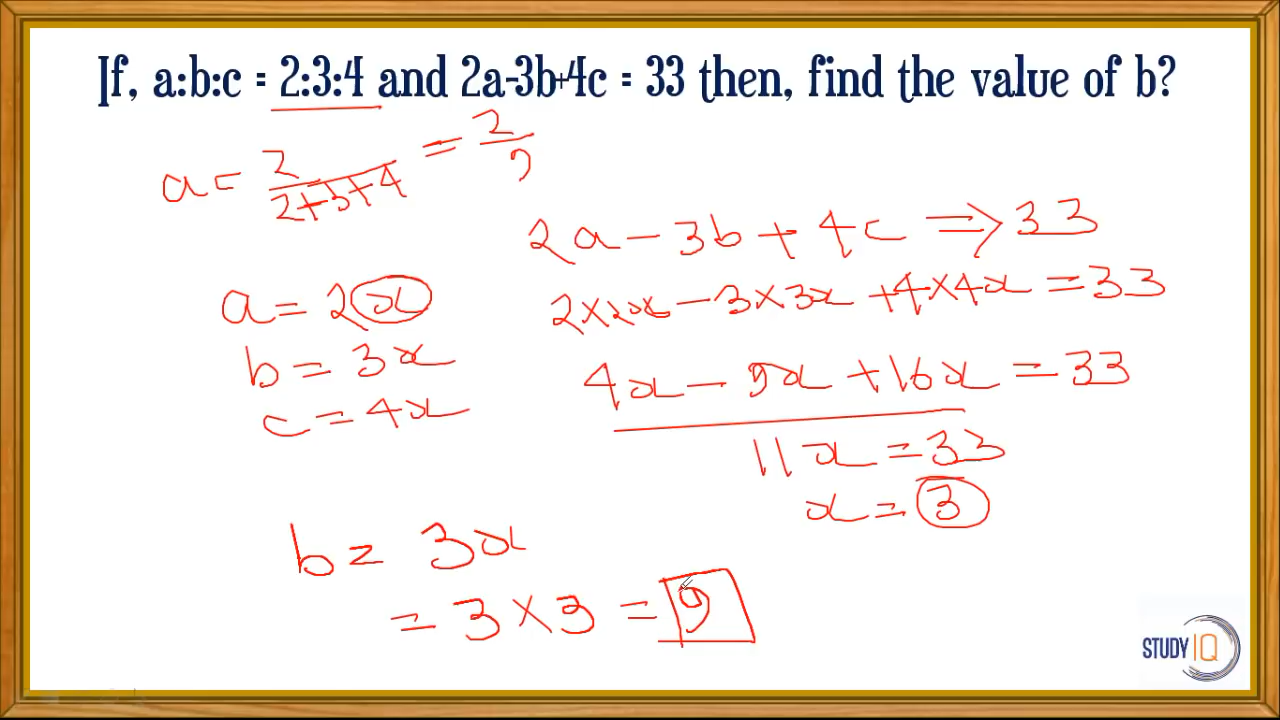 If, a:b:c = 2:3:4 and 2a-3b+4c = 33 then, find the value of b?
a = 2/2+3+4 = 2/9
2a - 3b + 4c => 33
a = 2x
2×2x - 3×3x + 4×4x = 33
b = 3x
4x - 9x + 16x = 33
c = 4x
11x = 33
x = 3
b = 3x
= 3 × 3 = 9
STUDY IQ